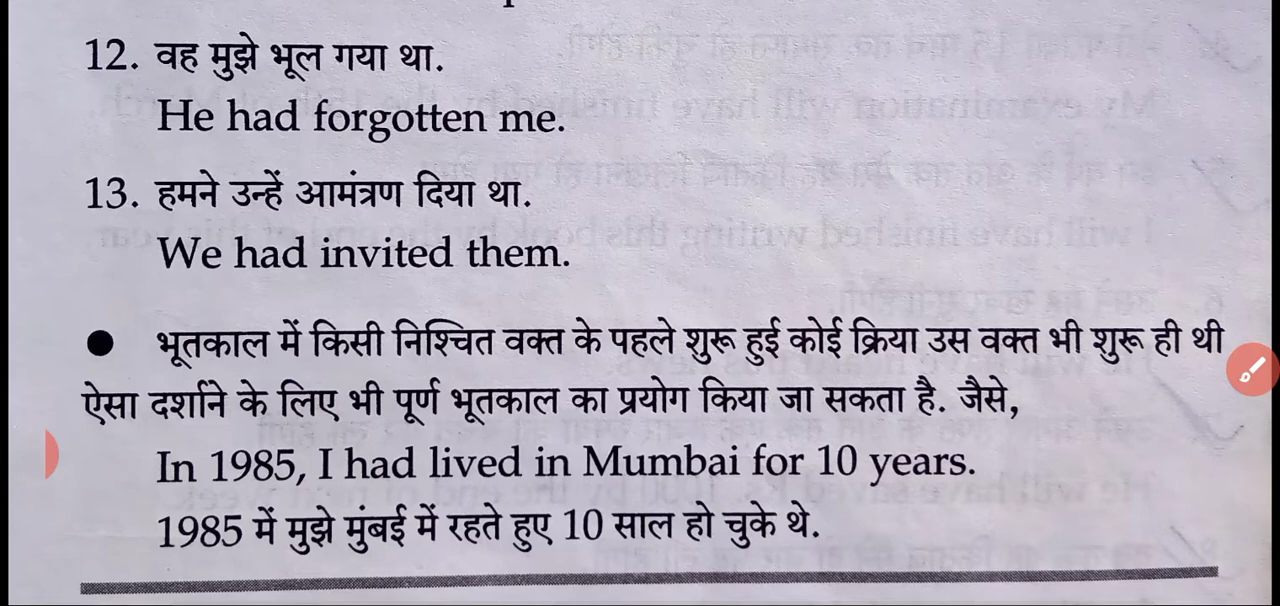 12. वह मुझे भूल गया था.
He had forgotten me.
13. हमने उन्हें आमंत्रण दिया था.
We had invited them.
● भूतकाल में किसी निश्चित वक्त के पहले शुरू हुई कोई क्रिया उस वक्त भी शुरू ही थी
ऐसा दर्शाने के लिए भी पूर्ण भूतकाल का प्रयोग किया जा सकता है. जैसे,
In 1985, I had lived in Mumbai for 10 years.
1985 में मुझे मुंबई में रहते हुए 10 साल हो चुके थे.